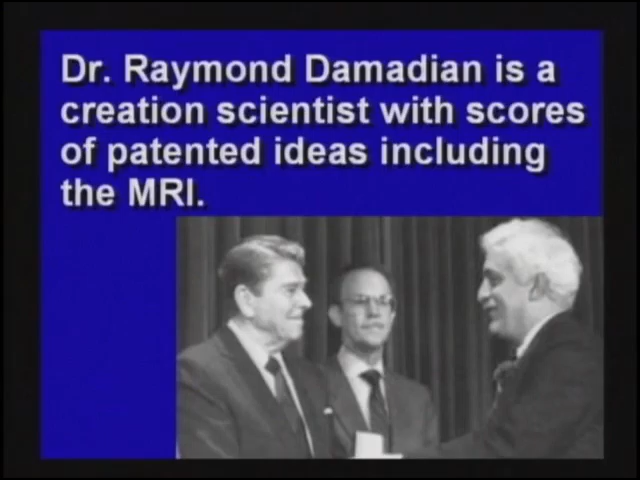 Dr. Raymond Damadian is a
creation scientist with scores
of patented ideas including
the MRI.